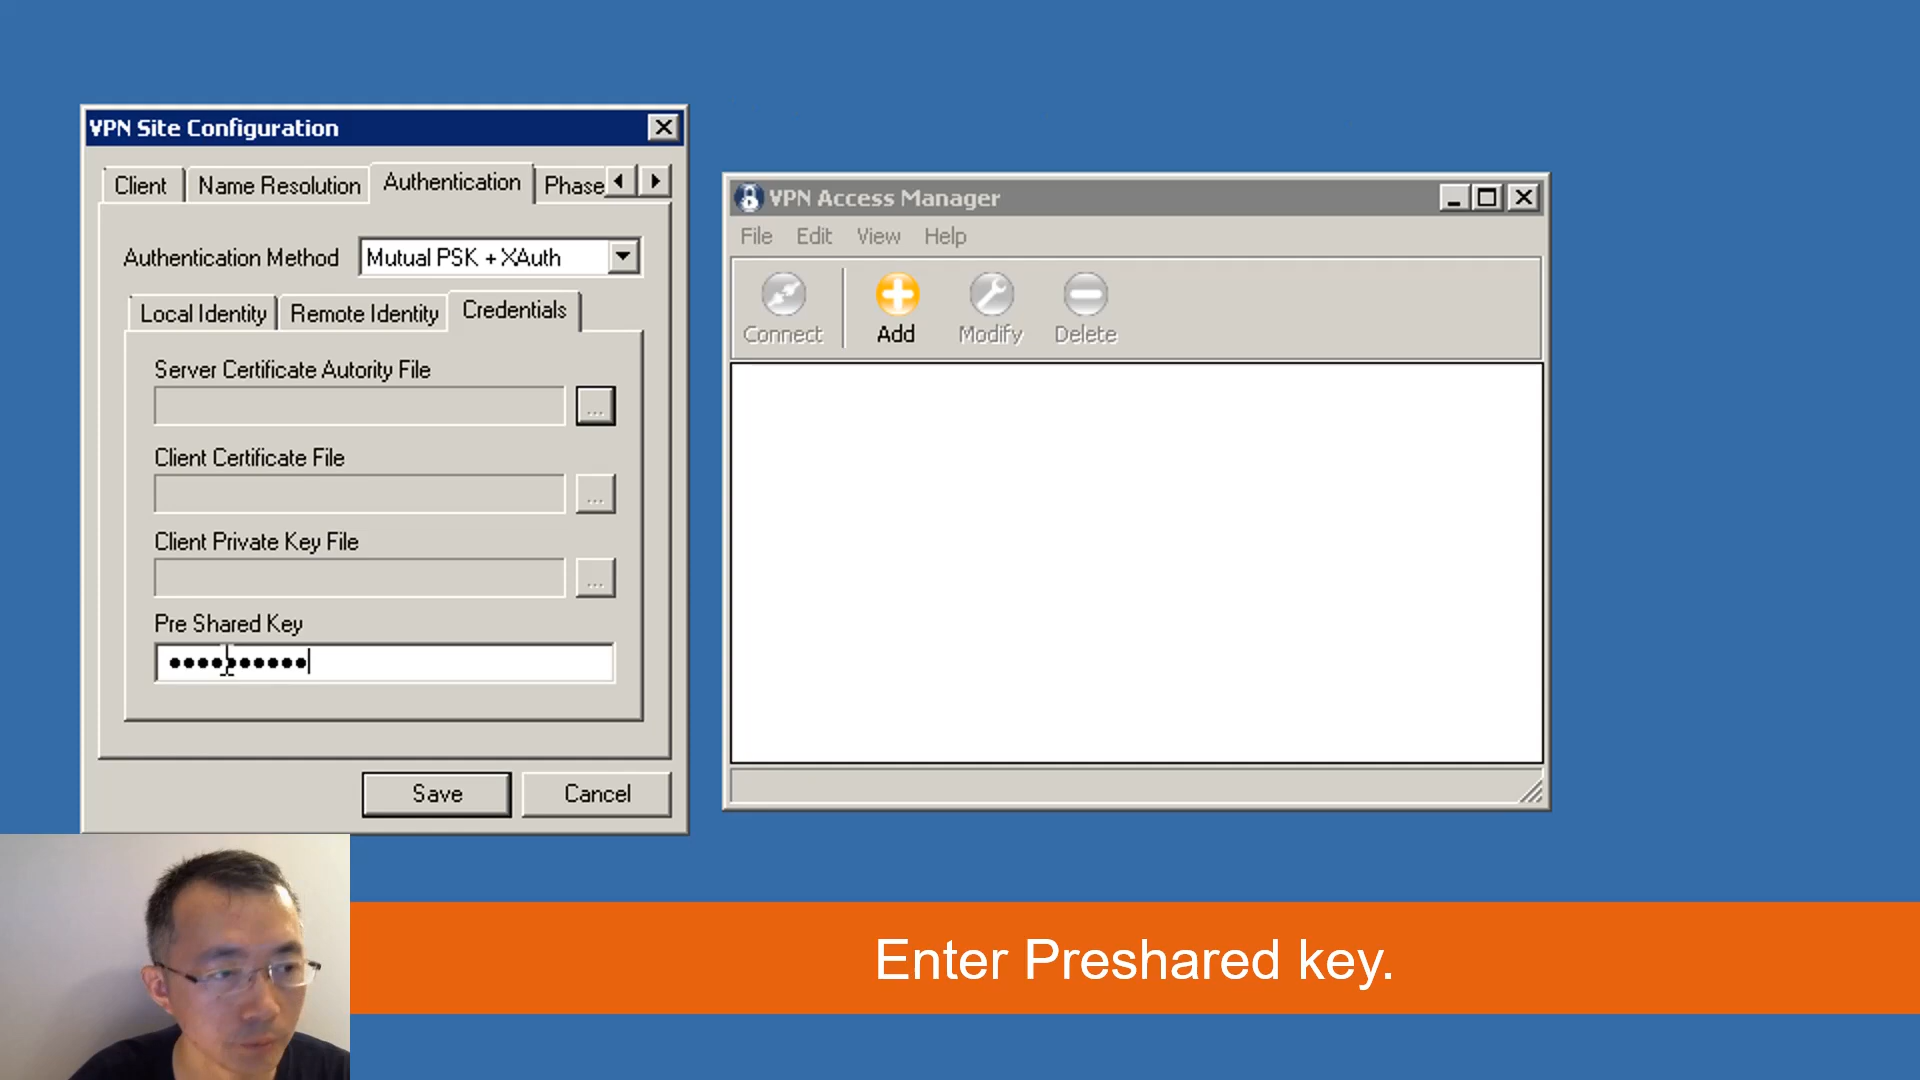 VPN Site Configuration
Client
Name Resolution
Authentication
Phase
Authentication Method
Mutual PSK + XAuth
Local Identity
Remote Identity
Credentials
Server Certificate Autority File
...
Client Certificate File
...
Client Private Key File
...
Pre Shared Key
●●●●●●●●●●
Save
Cancel
VPN Access Manager
File Edit View Help
Connect
Add
Modify
Delete
Enter Preshared key.